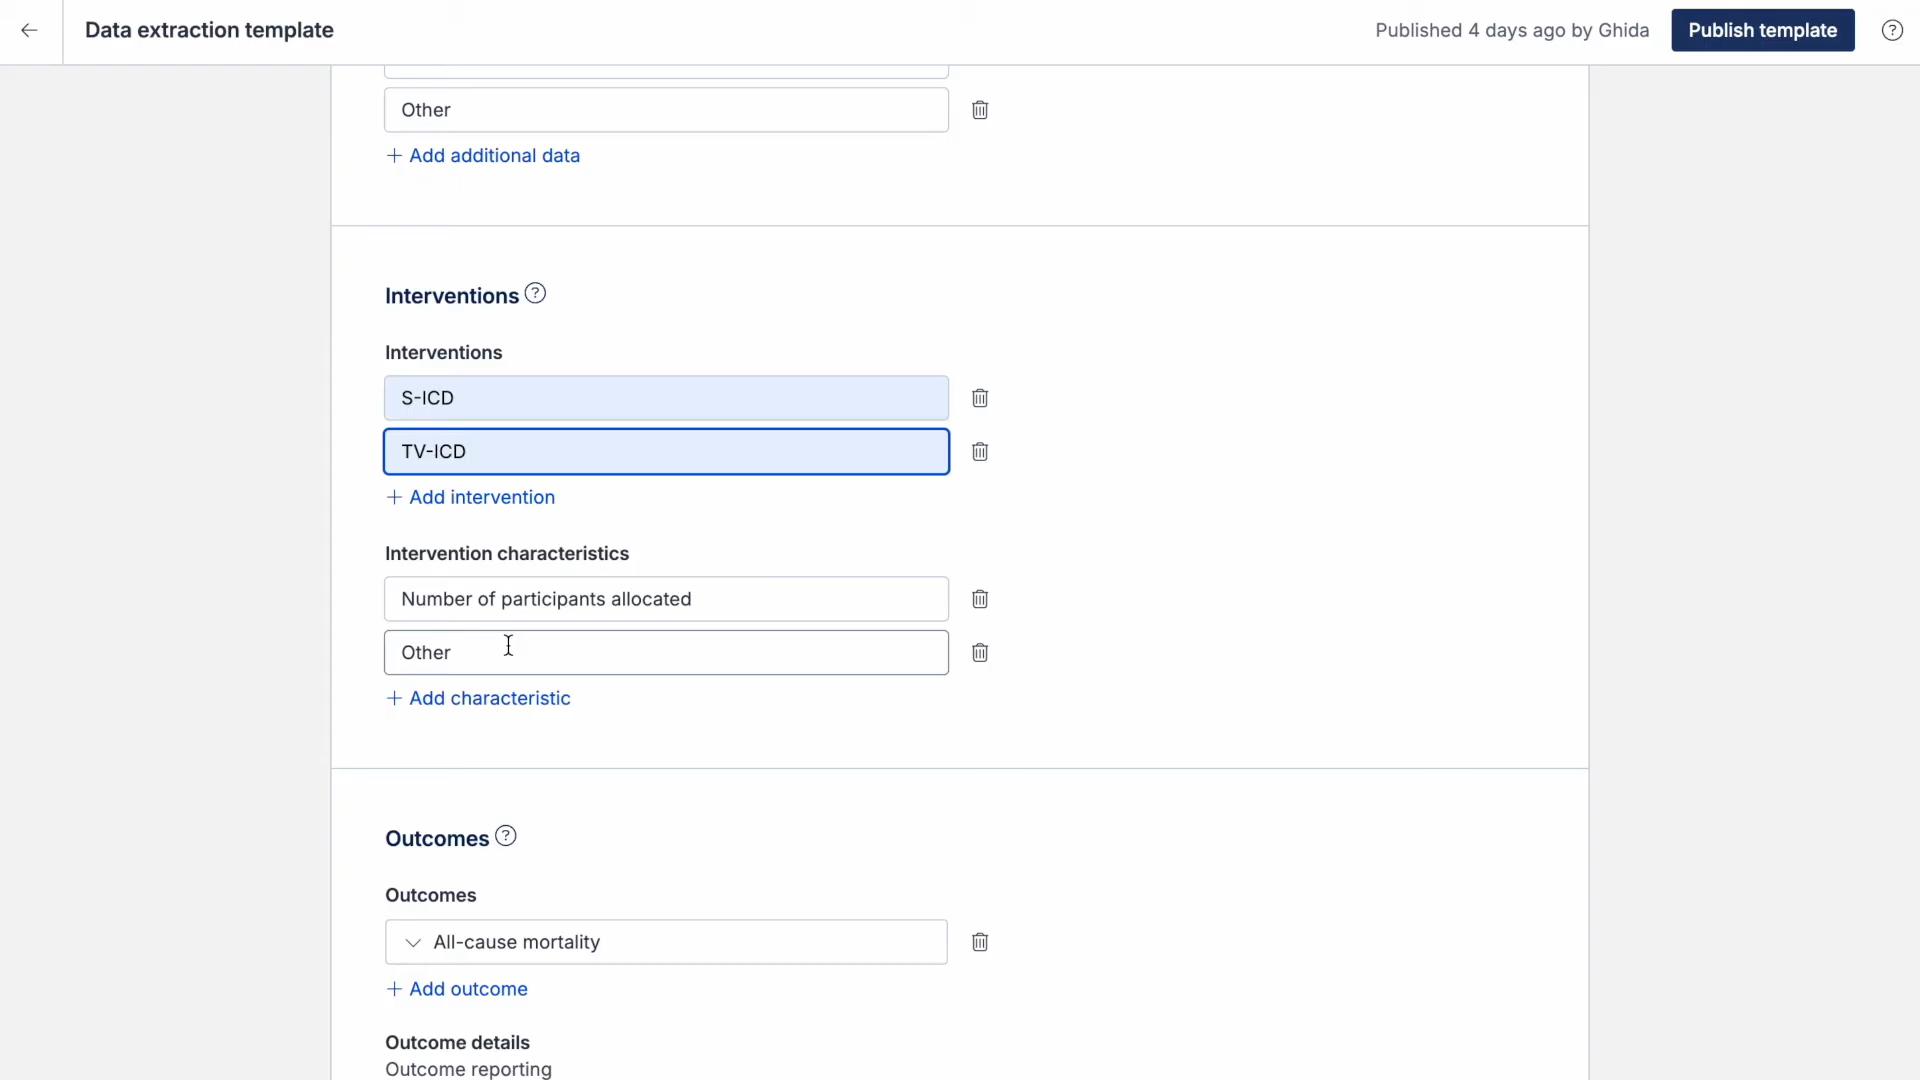 Data extraction template
Published 4 days ago by Ghida
Publish template
Other
+ Add additional data
Interventions
Interventions
S-ICD
TV-ICD
+ Add intervention
Intervention characteristics
Number of participants allocated
Other
+ Add characteristic
Outcomes
Outcomes
All-cause mortality
+ Add outcome
Outcome details
Outcome reporting